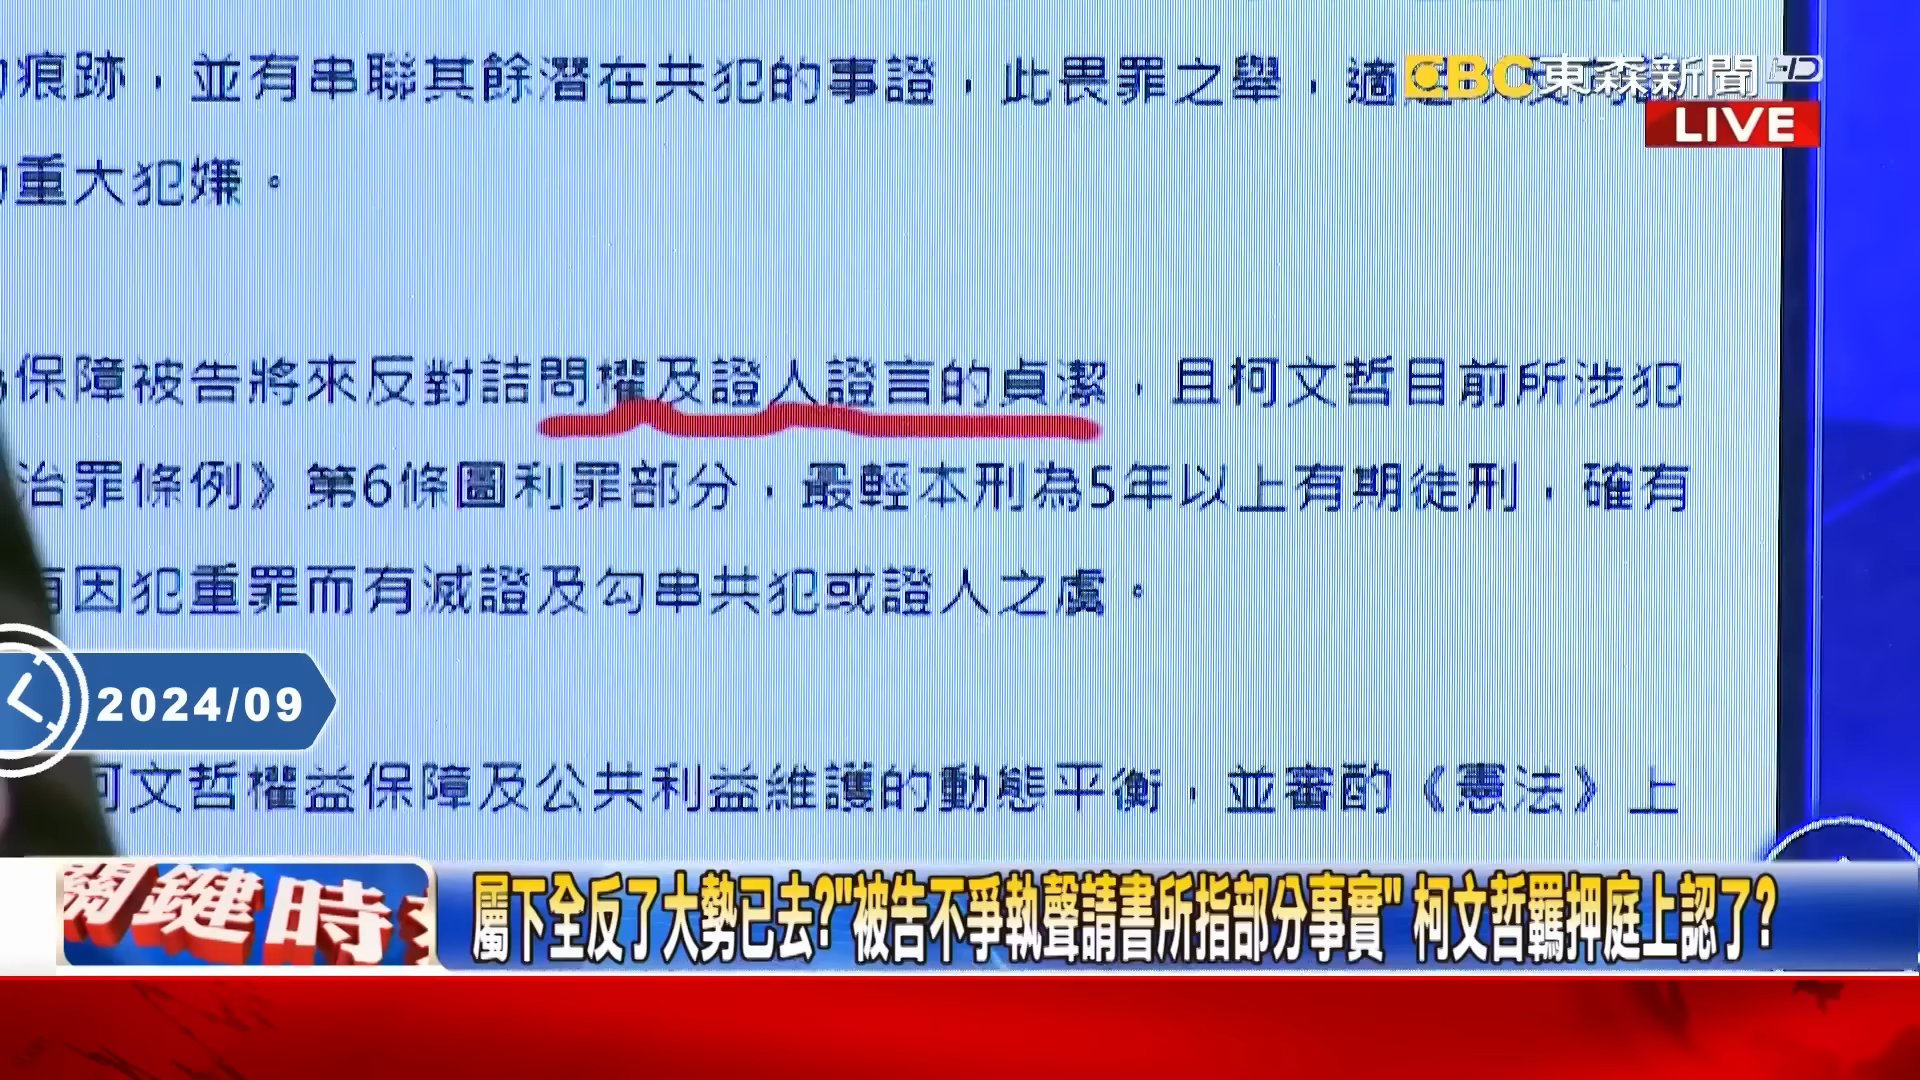 痕跡，並有串聯其餘潛在共犯的事證，此畏罪之舉，適
EBC東森新聞HD
LIVE
重大犯嫌。
保障被告將來反對詰問權及證人證言的貞潔，且柯文哲目前所涉犯
治罪條例》第6條圖利罪部分，最輕本刑為5年以上有期徒刑，確有
有因犯重罪而有滅證及勾串共犯或證人之虞。
2024/09
柯文哲權益保障及公共利益維護的動態平衡，並審酌《憲法》上
關鍵時
屬下全反了大勢已去?"被告不爭執聲請書所指部分事實" 柯文哲羈押庭上認了?